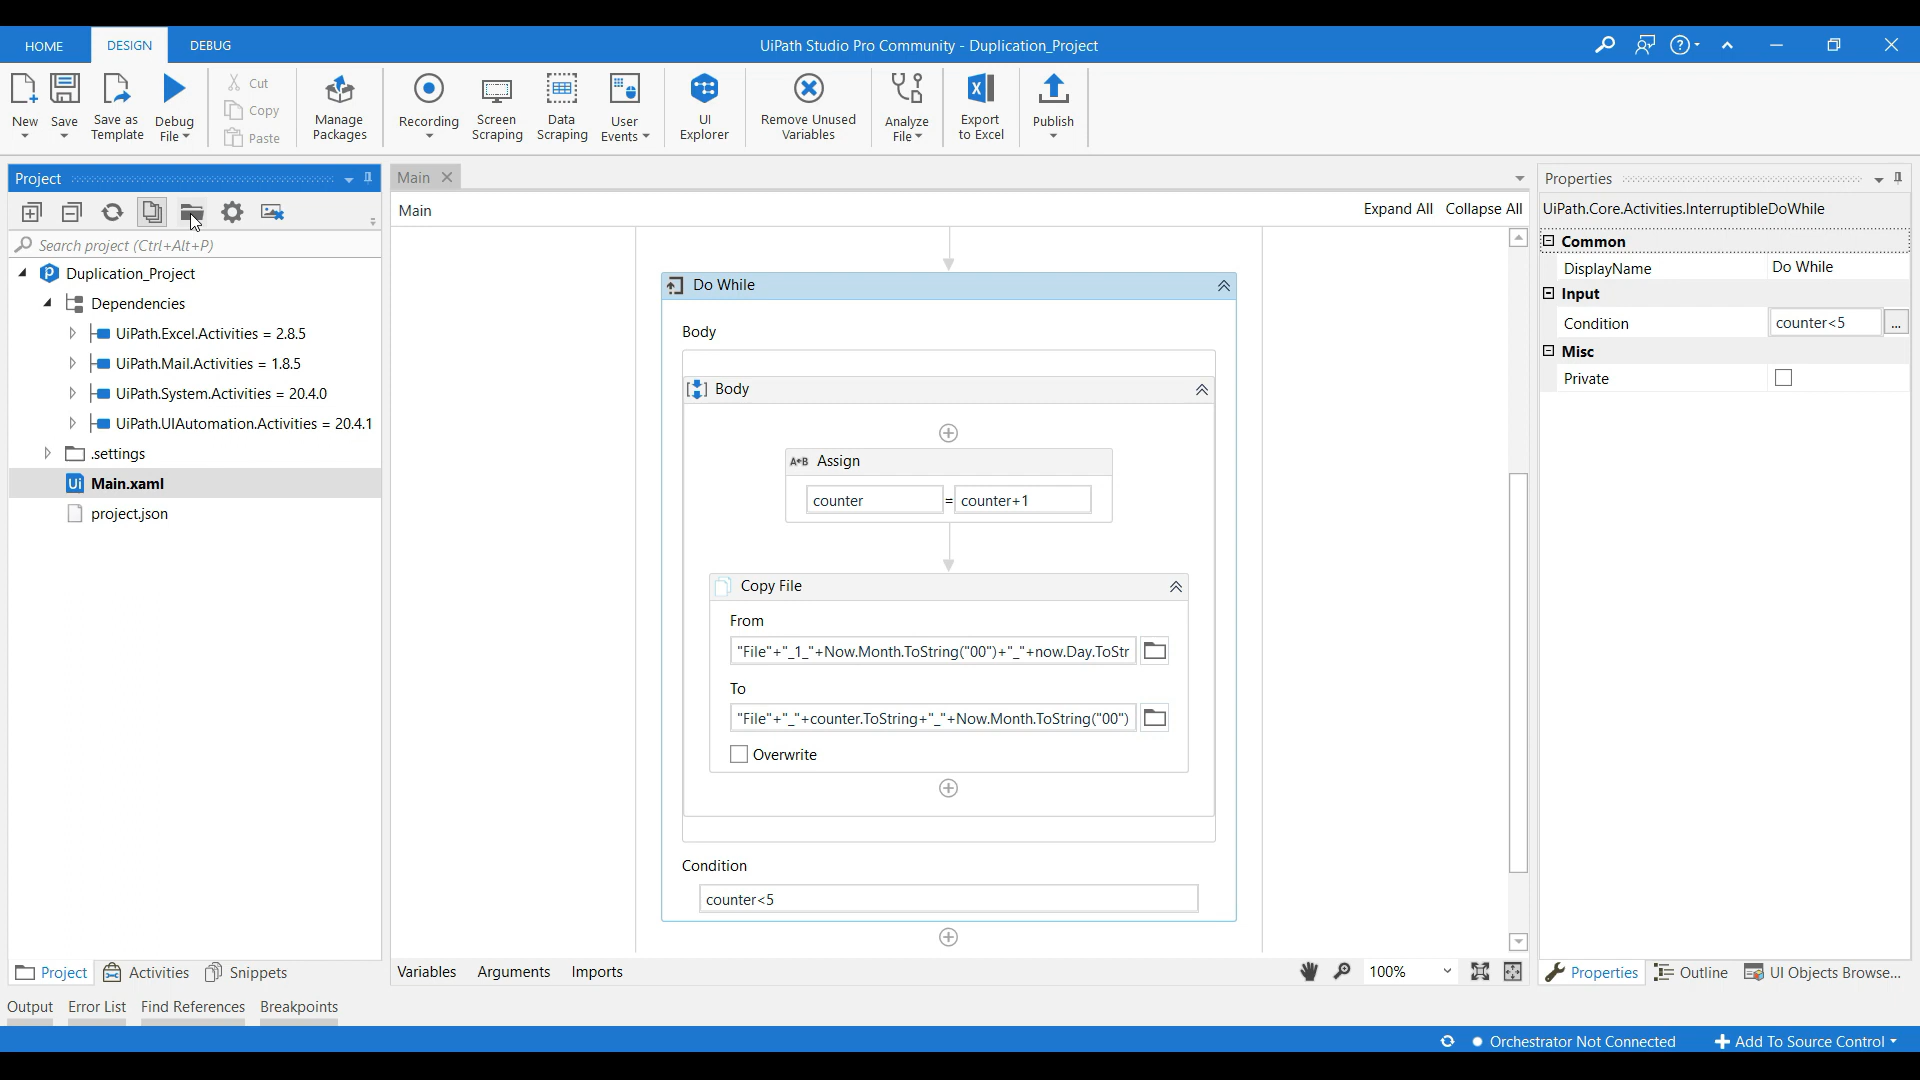 HOME DESIGN DEBUG UiPath Studio Pro Community - Duplication_Project
New Save Save as Template Debug File Cut Copy Paste Manage Packages Recording Screen Scraping Data Scraping User Events UI Explorer Remove Unused Variables Analyze File Export to Excel Publish
Project
Search project (Ctrl+Alt+P)
Duplication_Project
Dependencies
UiPath.Excel.Activities = 2.8.5
UiPath.Mail.Activities = 1.8.5
UiPath.System.Activities = 20.4.0
UiPath.UIAutomation.Activities = 20.4.1
.settings
Main.xaml
project.json
Project Activities Snippets
Main
Main Expand All Collapse All
Do While
Body
Body
Assign
A+B
counter = counter+1
Copy File
From
"File"+"_1_"+Now.Month.ToString("00")+"_"+now.Day.ToStr
To
"File"+"_"+counter.ToString+"_"+Now.Month.ToString("00")
Overwrite
Condition
counter<5
Variables Arguments Imports 100%
Properties
UiPath.Core.Activities.InterruptibleDoWhile
Common
DisplayName Do While
Input
Condition counter<5 ...
Misc
Private
Properties Outline UI Objects Browse...
Output Error List Find References Breakpoints
Orchestrator Not Connected Add To Source Control